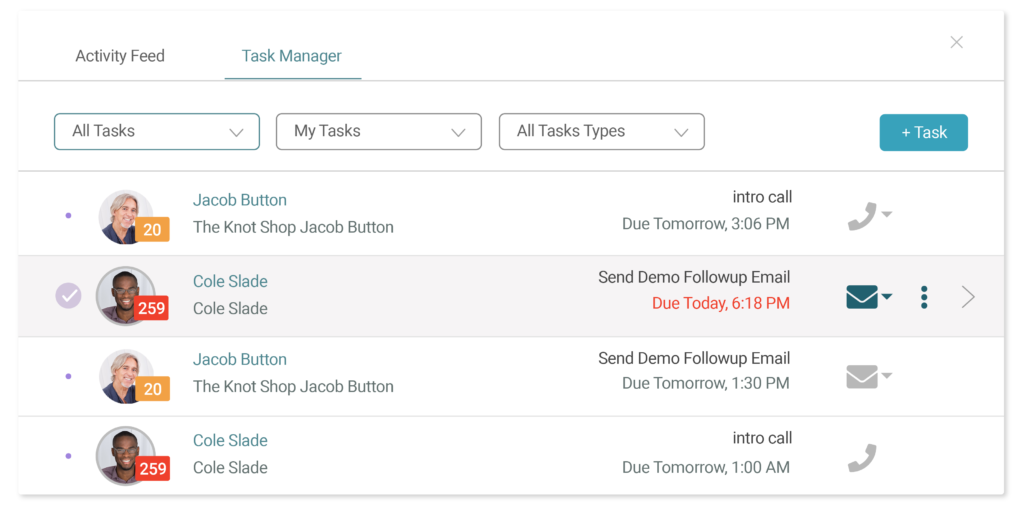 Activity Feed
Task Manager
All Tasks
My Tasks
All Tasks Types
+ Task
Jacob Button
intro call
20
The Knot Shop Jacob Button
Due Tomorrow, 3:06 PM
Cole Slade
Send Demo Followup Email
259
Cole Slade
Due Today, 6:18 PM
Jacob Button
Send Demo Followup Email
20
The Knot Shop Jacob Button
Due Tomorrow, 1:30 PM
Cole Slade
intro call
259
Cole Slade
Due Tomorrow, 1:00 AM